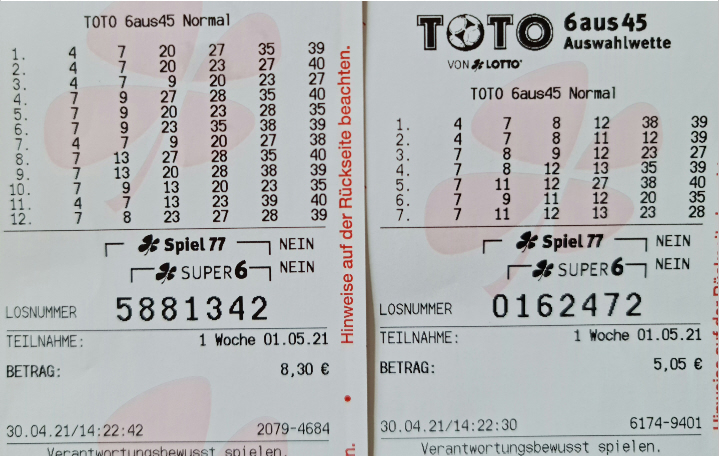 TOTO 6aus45 Normal
1. 4 7 20 27 35 39
2. 4 7 20 23 27 40
3. 4 7 9 20 23 27
4. 7 9 27 28 35 40
5. 7 9 20 23 28 35
6. 7 9 23 35 38 39
7. 4 7 9 20 27 38
8. 7 13 27 28 35 40
9. 7 13 20 28 38 39
10. 7 9 13 20 23 35
11. 4 7 13 23 39 40
12. 7 8 23 27 28 39
Spiel 77 NEIN
SUPER 6 NEIN
LOSNUMMER 5881342
TEILNAHME: 1 Woche 01.05.21
BETRAG: 8,30 €
30.04.21/14:22:42 2079-4684
Verantwortungsbewusst spielen.
Hinweise auf der Rückseite beachten.
n.
TOTO 6aus45
Auswahlwette
VON LOTTO
TOTO 6aus45 Normal
1. 4 7 8 12 38 39
2. 4 7 8 11 12 39
3. 7 8 9 12 23 27
4. 7 8 12 13 35 39
5. 7 11 12 27 38 40
6. 7 9 11 12 20 35
7. 7 11 12 13 23 28
Spiel 77 NEIN
SUPER 6 NEIN
LOSNUMMER 0162472
TEILNAHME: 1 Woche 01.05.21
BETRAG: 5,05 €
30.04.21/14:22:30 6174-9401
Verantwortungsbewusst spielen.